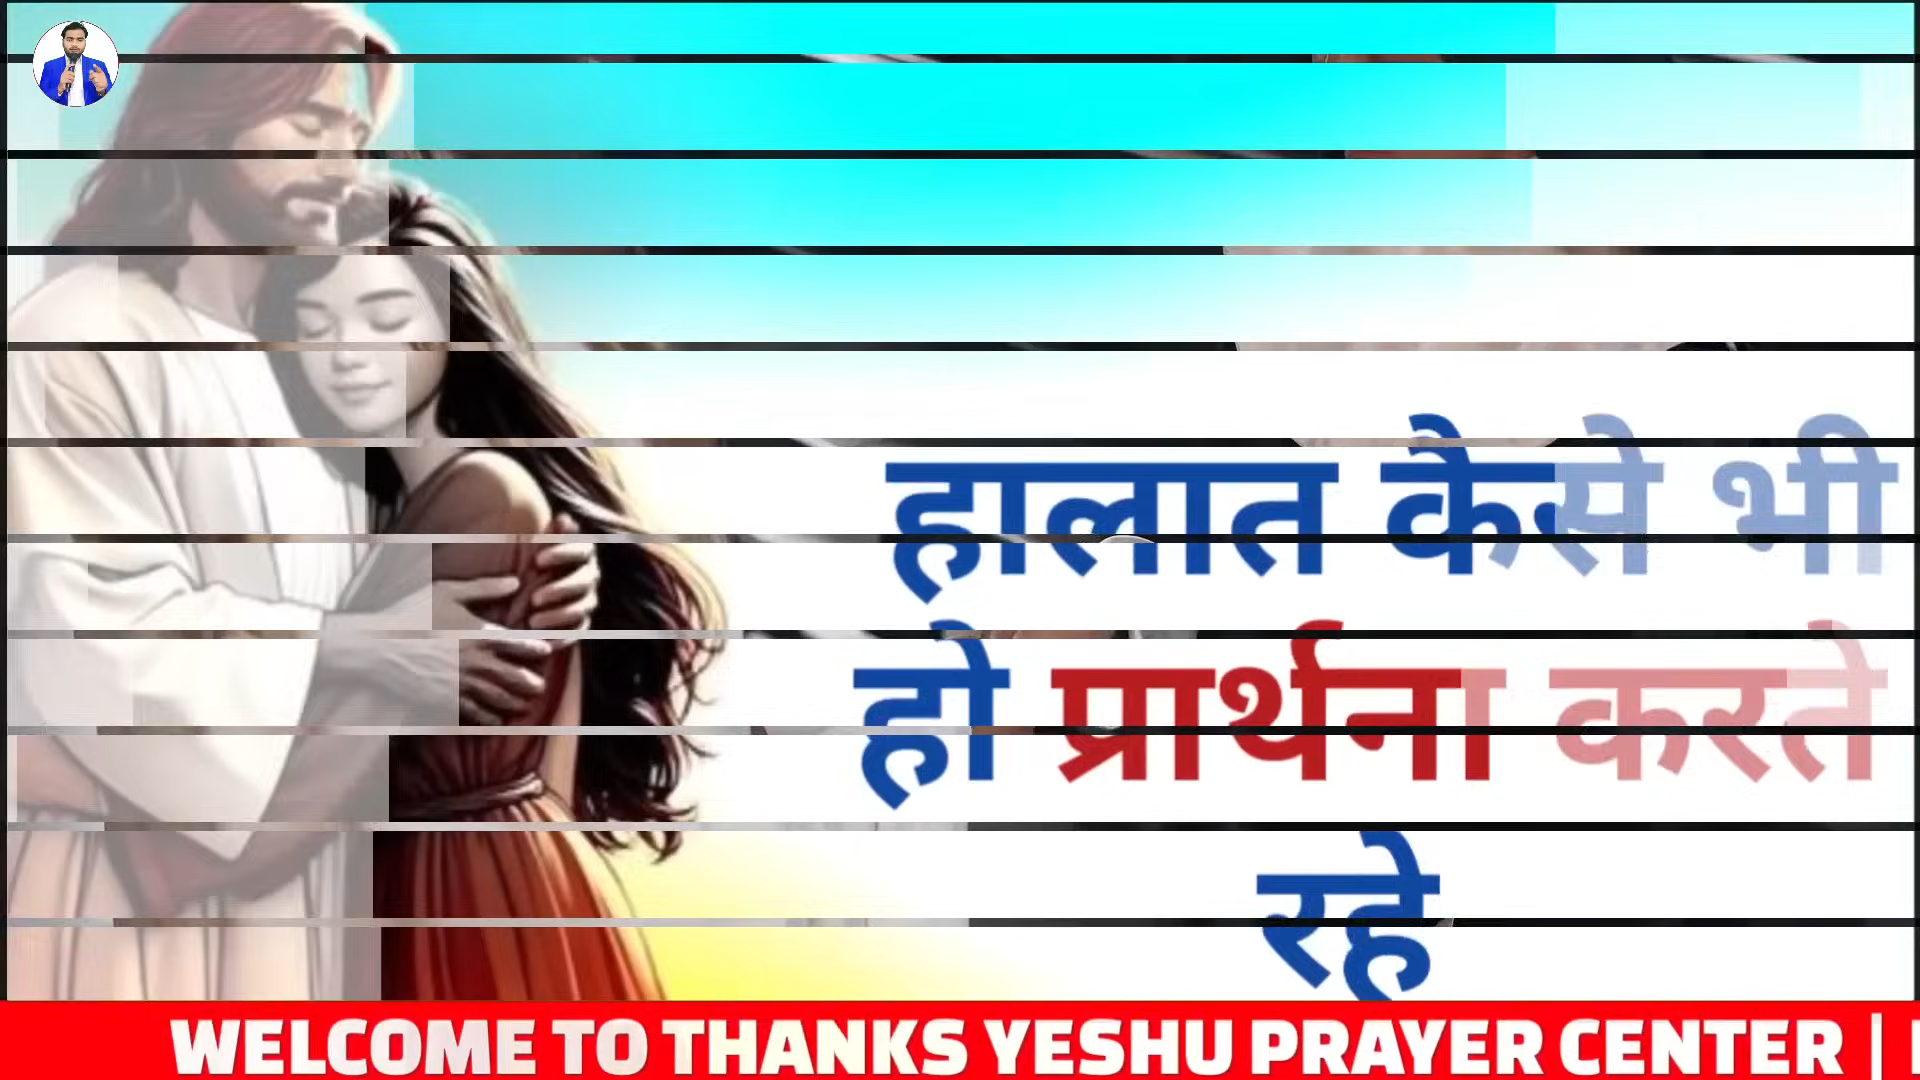 हालात कैसे भी
हो प्रार्थना करते
रहे
WELCOME TO THANKS YESHU PRAYER CENTER |